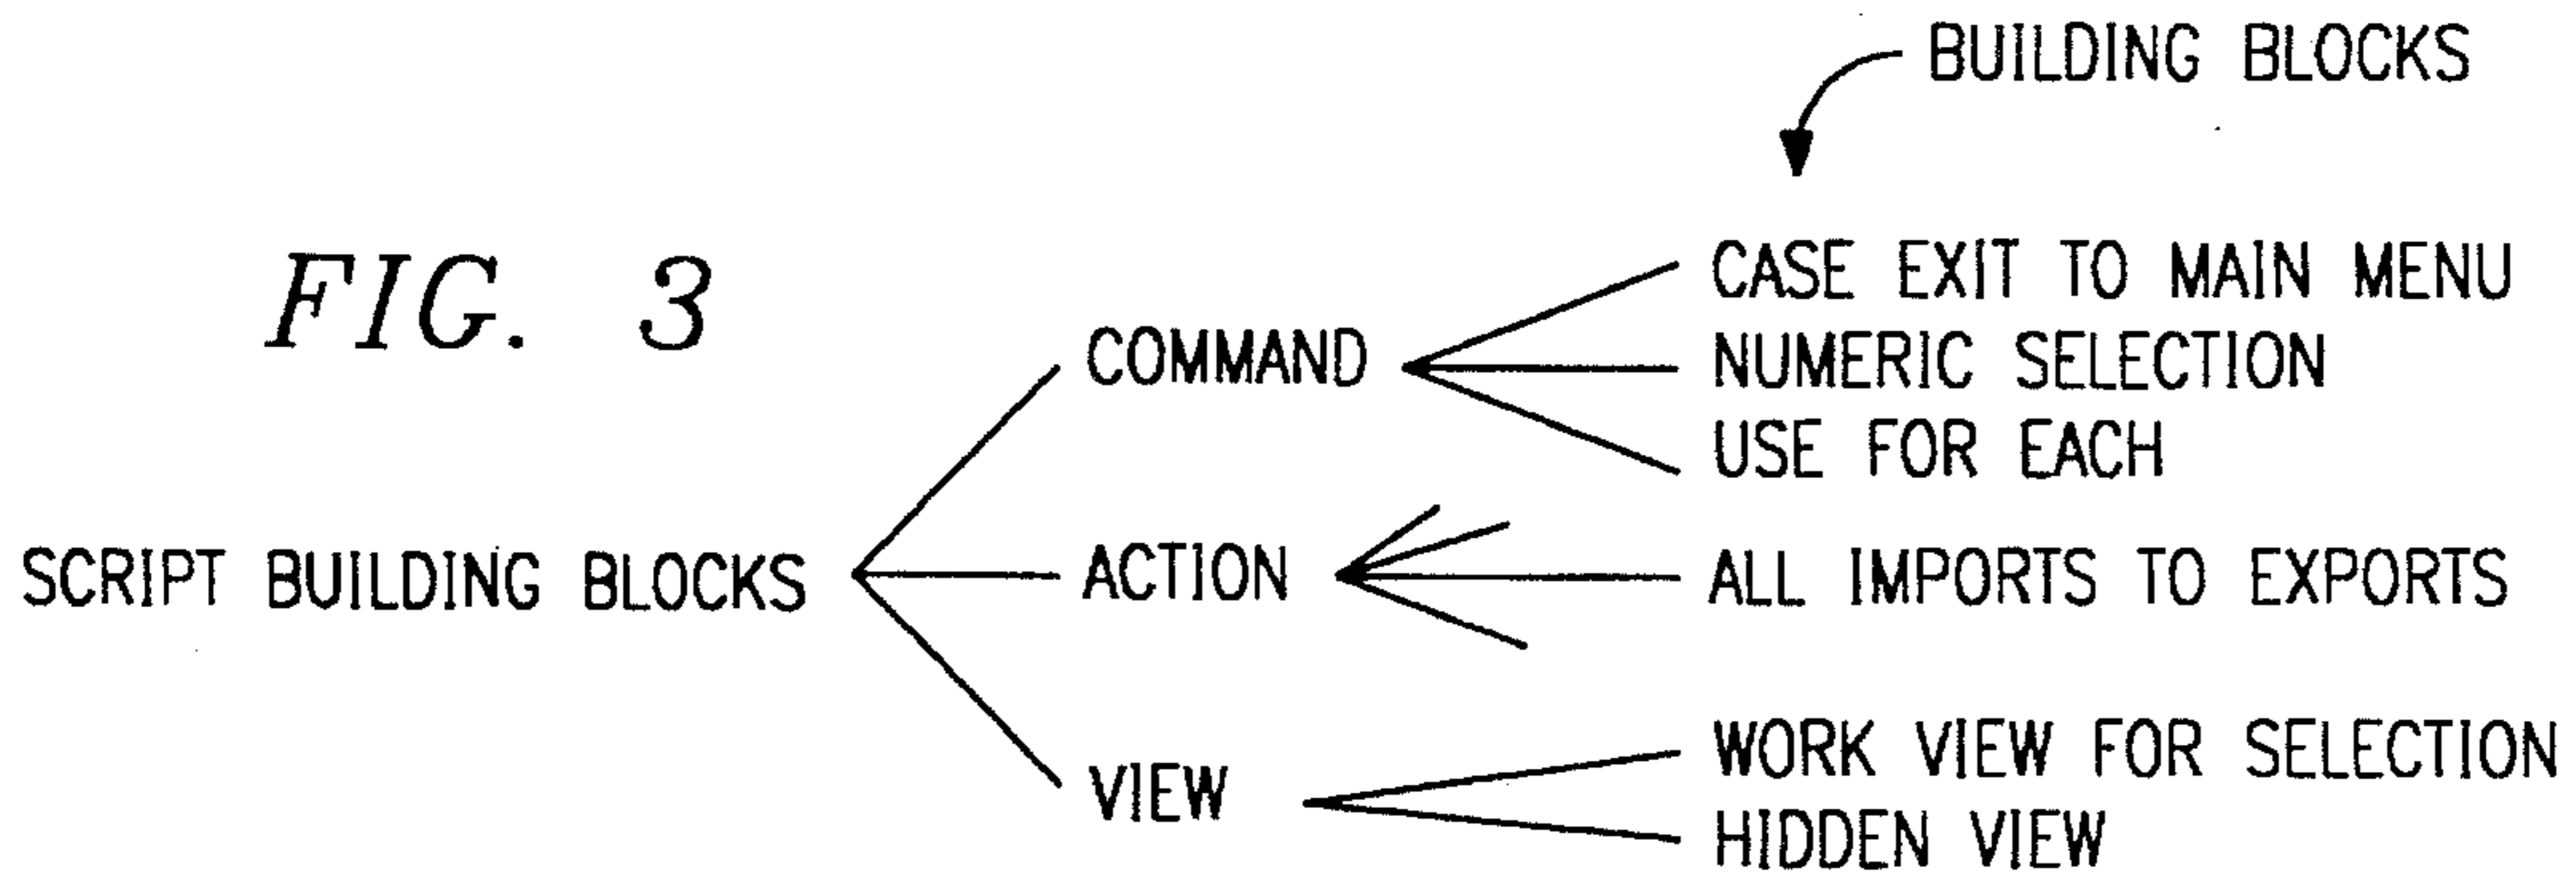 BUILDING BLOCKS
FIG. 3
CASE EXIT TO MAIN MENU
COMMAND
NUMERIC SELECTION
USE FOR EACH
SCRIPT BUILDING BLOCKS
ACTION
ALL IMPORTS TO EXPORTS
VIEW
WORK VIEW FOR SELECTION
HIDDEN VIEW